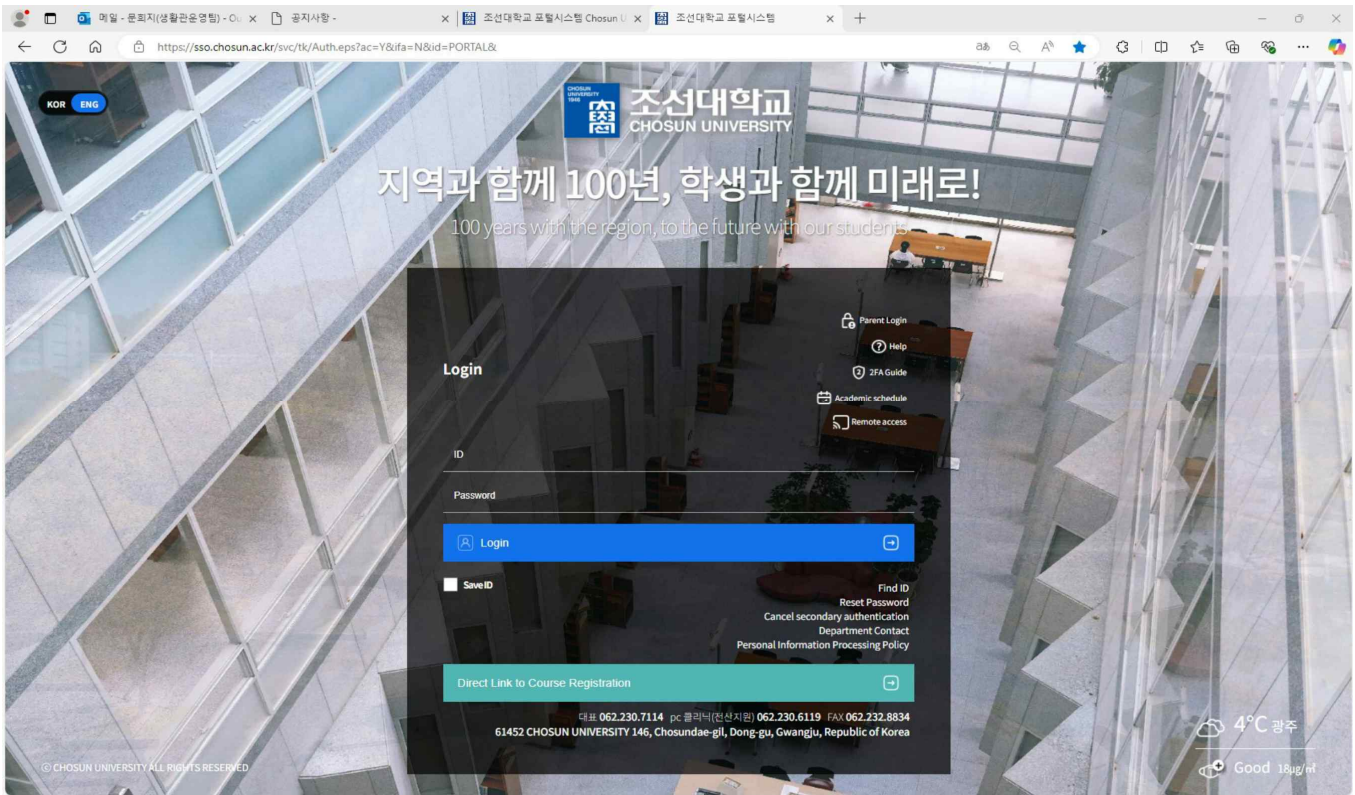 메일 - 문희지(생활관운영팀) - Ou
공지사항 -
조선대학교 포털시스템 Chosun U
조선대학교 포털시스템
https://sso.chosun.ac.kr/svc/tk/Auth.eps?ac=Y&ifa=N&id=PORTAL&
KOR ENG
CHOSUN UNIVERSITY 1946
조선대학교
CHOSUN UNIVERSITY
지역과 함께 100년, 학생과 함께 미래로!
100 years with the region, to the future with our students
Parent Login
Help
Login
2FA Guide
Academic schedule
Remote access
ID
Password
Login
Save ID
Find ID
Reset Password
Cancel secondary authentication
Department Contact
Personal Information Processing Policy
Direct Link to Course Registration
대표 062.230.7114 pc 클리닉(전산지원) 062.230.6119 FAX 062.232.8834
61452 CHOSUN UNIVERSITY 146, Chosundae-gil, Dong-gu, Gwangju, Republic of Korea
4°C 광주
Good 18μg/㎥
ⓒ CHOSUN UNIVERSITY ALL RIGHTS RESERVED